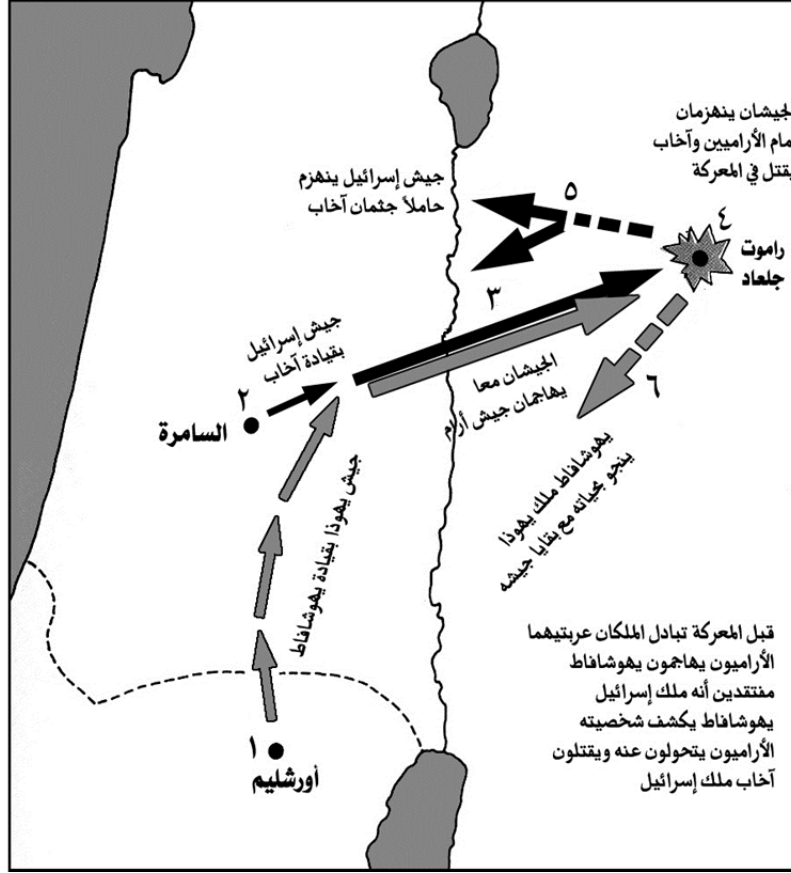 لجيشان ينهزمان
مام الأراميين وآخاب
يقتل في المعركة
جيش إسرائيل ينهزم
حاملاً جثمان آخاب
٥
٤
راموت
جلعاد
٣
جيش إسرائيل
بقيادة آخاب
٢
السامرة
الجيشان معا
يهاجمان جيش أرام
٦
يهوشافاط ملك يهوذا
ينجو بحياته مع بقايا جيشه
جيش يهوذا بقيادة يهوشافاط
قبل المعركة تبادل الملكان عربتيهما
الأراميون يهاجمون يهوشافاط
مفتقدين أنه ملك إسرائيل
يهوشافاط يكشف شخصيته
الأراميون يتحولون عنه ويقتلون
آخاب ملك إسرائيل
١
أورشليم